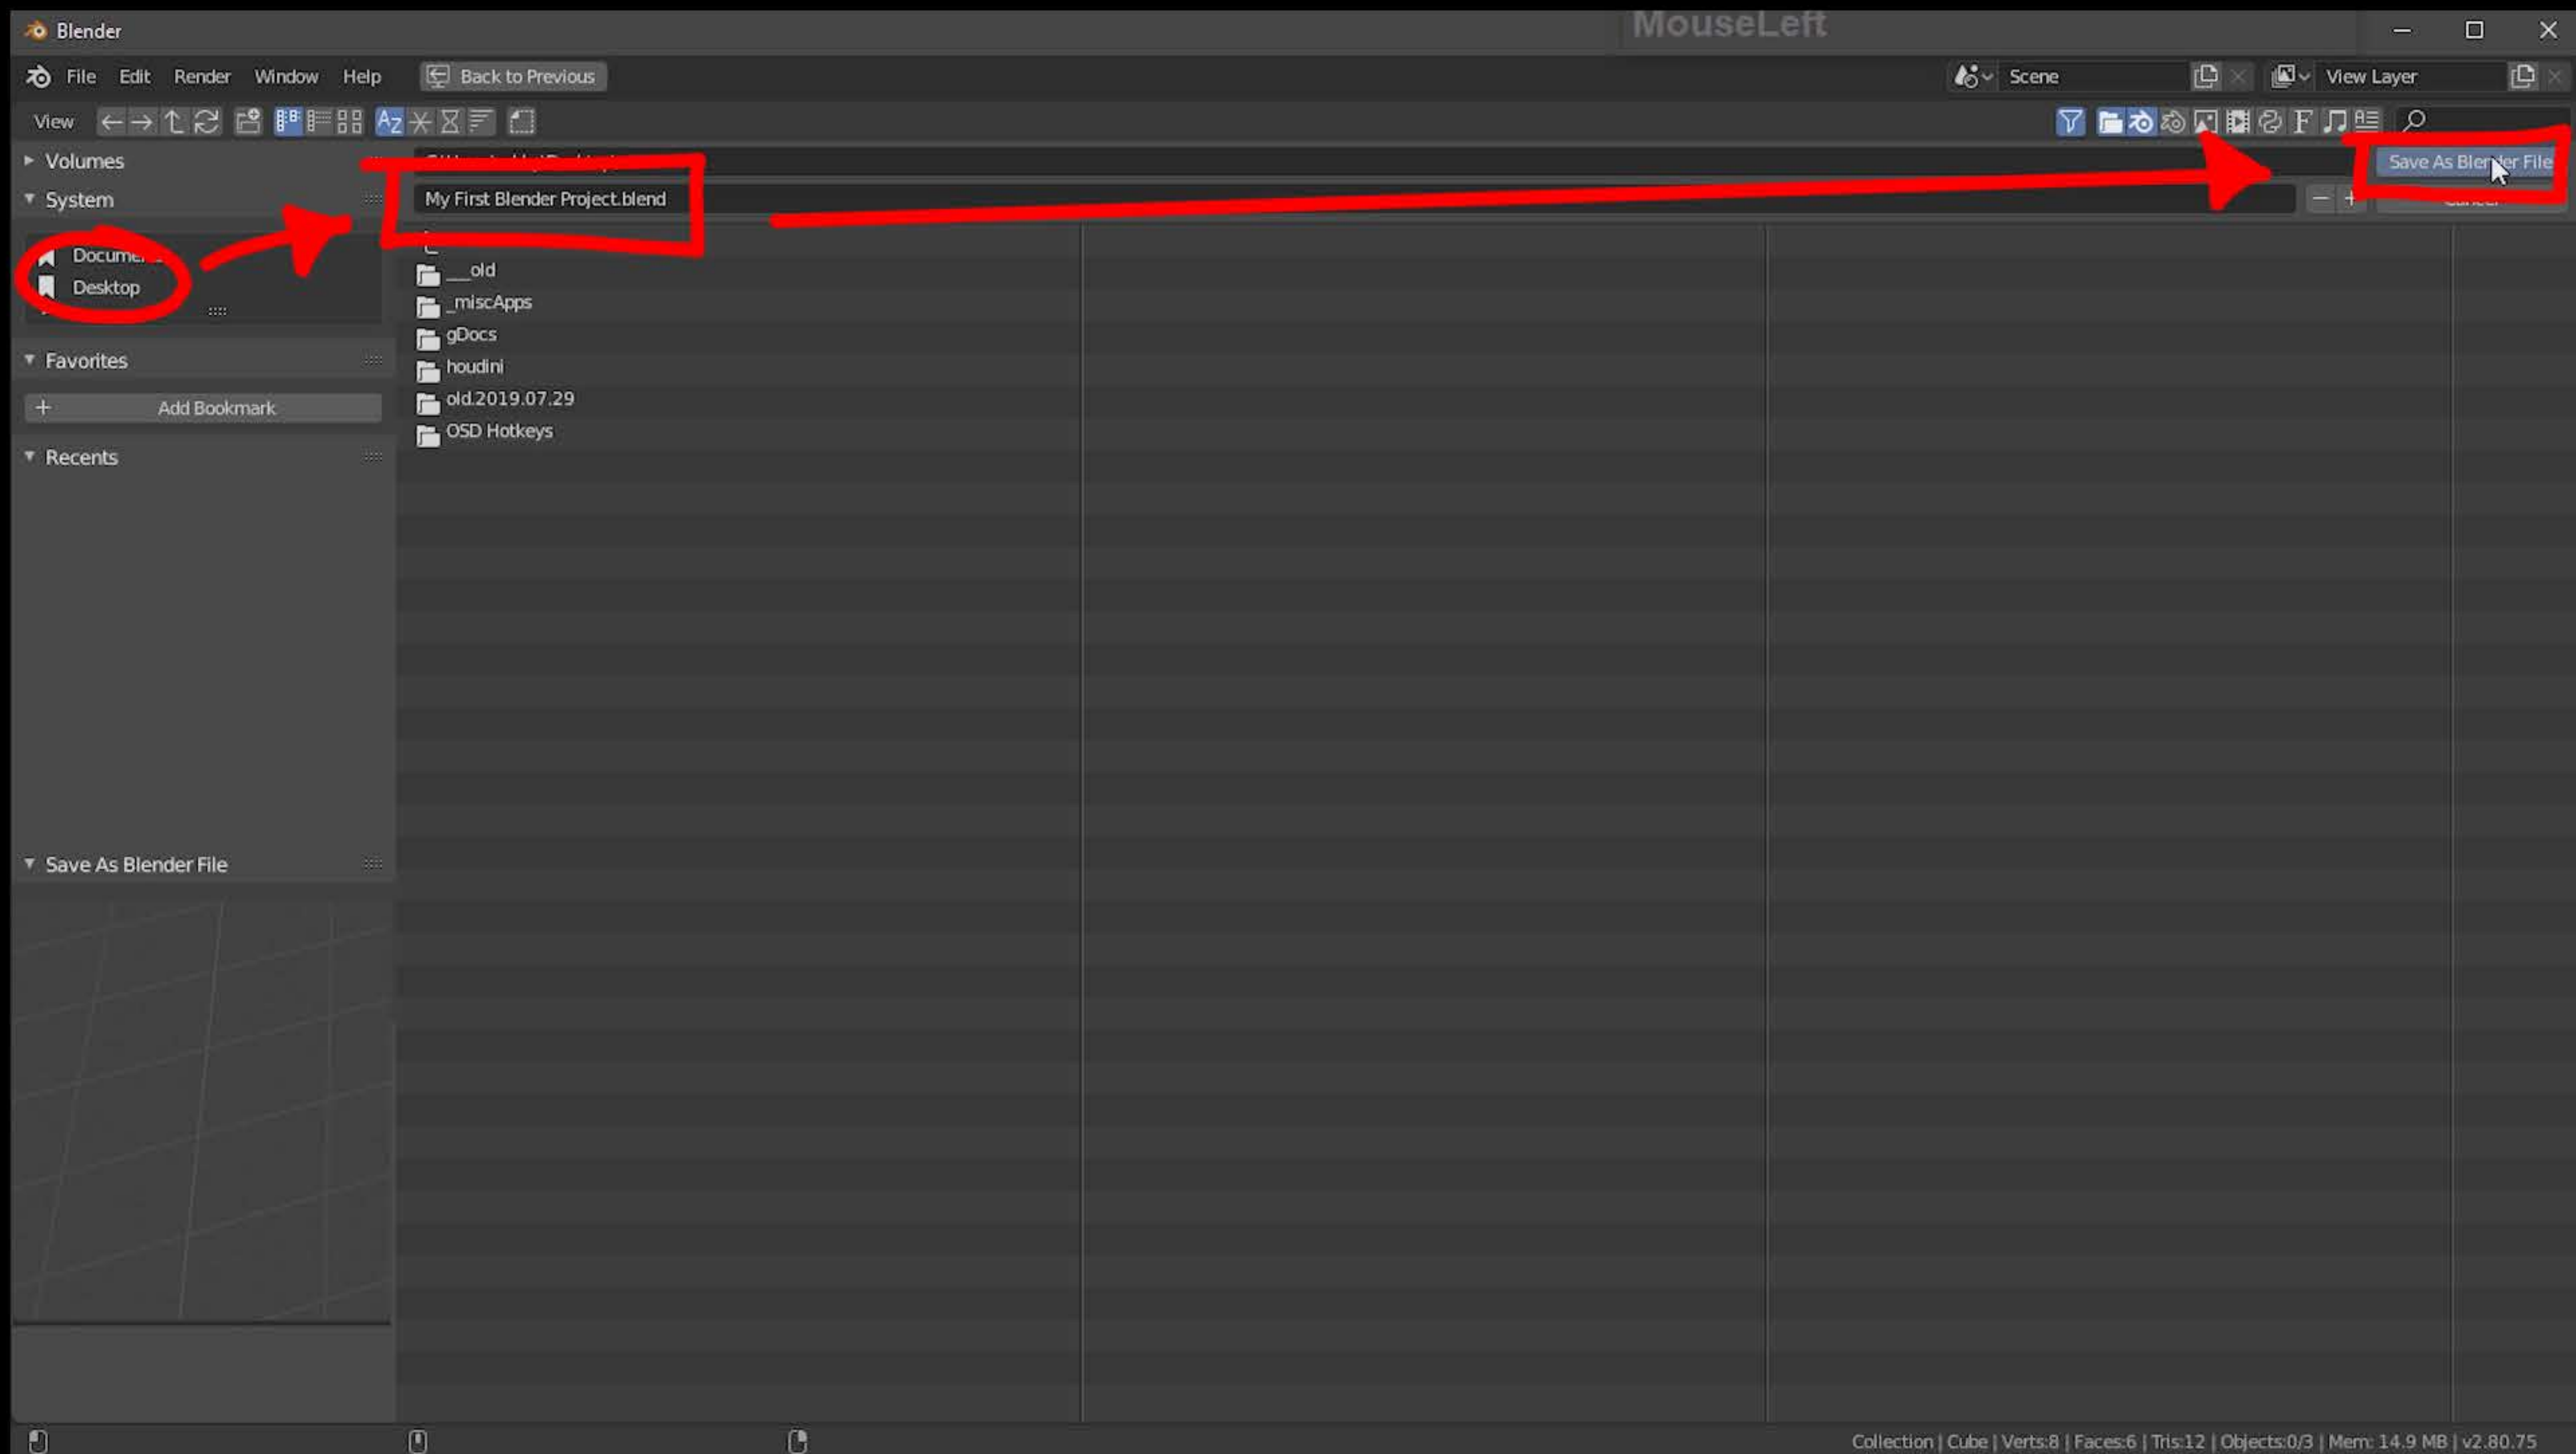 Blender
MouseLeft
File Edit Render Window Help Back to Previous Scene View Layer
View
Volumes
Save As Blender File
System
My First Blender Project.blend
Desktop
Favorites
Add Bookmark
Recents
___old
_miscApps
gDocs
houdini
old.2019.07.29
OSD Hotkeys
Save As Blender File
Collection | Cube | Verts:8 | Faces:6 | Tris:12 | Objects:0/3 | Mem: 14.9 MB | v2.80.75